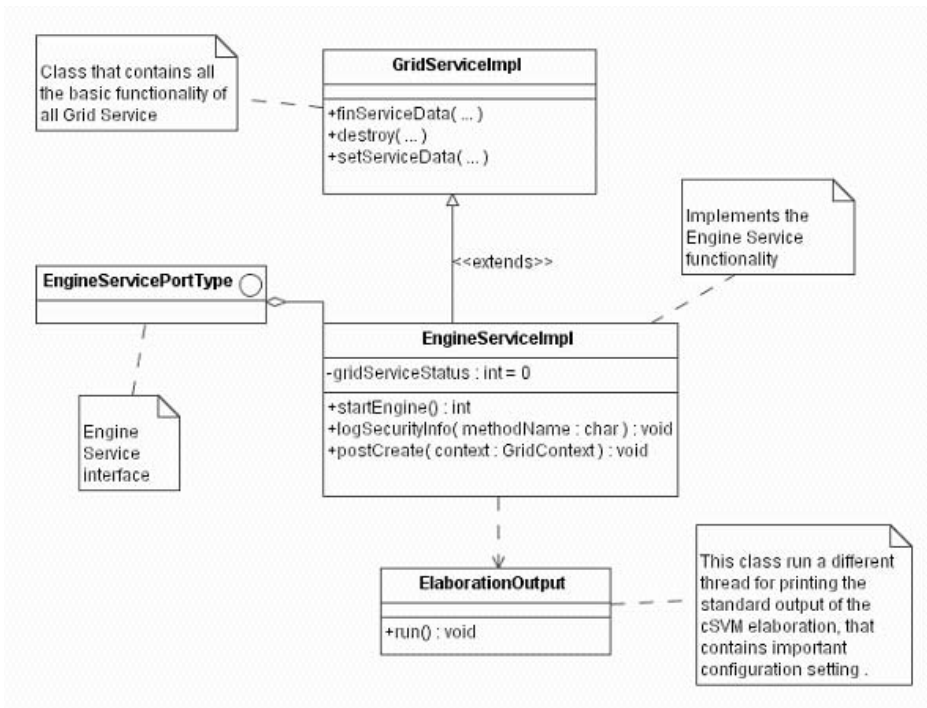 Class that contains all
the basic functionality of
all Grid Service
GridServiceImpl
+finServiceData( ... )
+destroy( ... )
+setServiceData( ... )
Implements the
Engine Service
functionality
<<extends>>
EngineServicePortType
EngineServiceImpl
-gridServiceStatus : int = 0
+startEngine() : int
+logSecurityInfo( methodName : char ) : void
+postCreate( context : GridContext ) : void
Engine
Service
interface
ElaborationOutput
+run() : void
This class run a different
thread for printing the
standard output of the
cSVM elaboration, that
contains important
configuration setting .